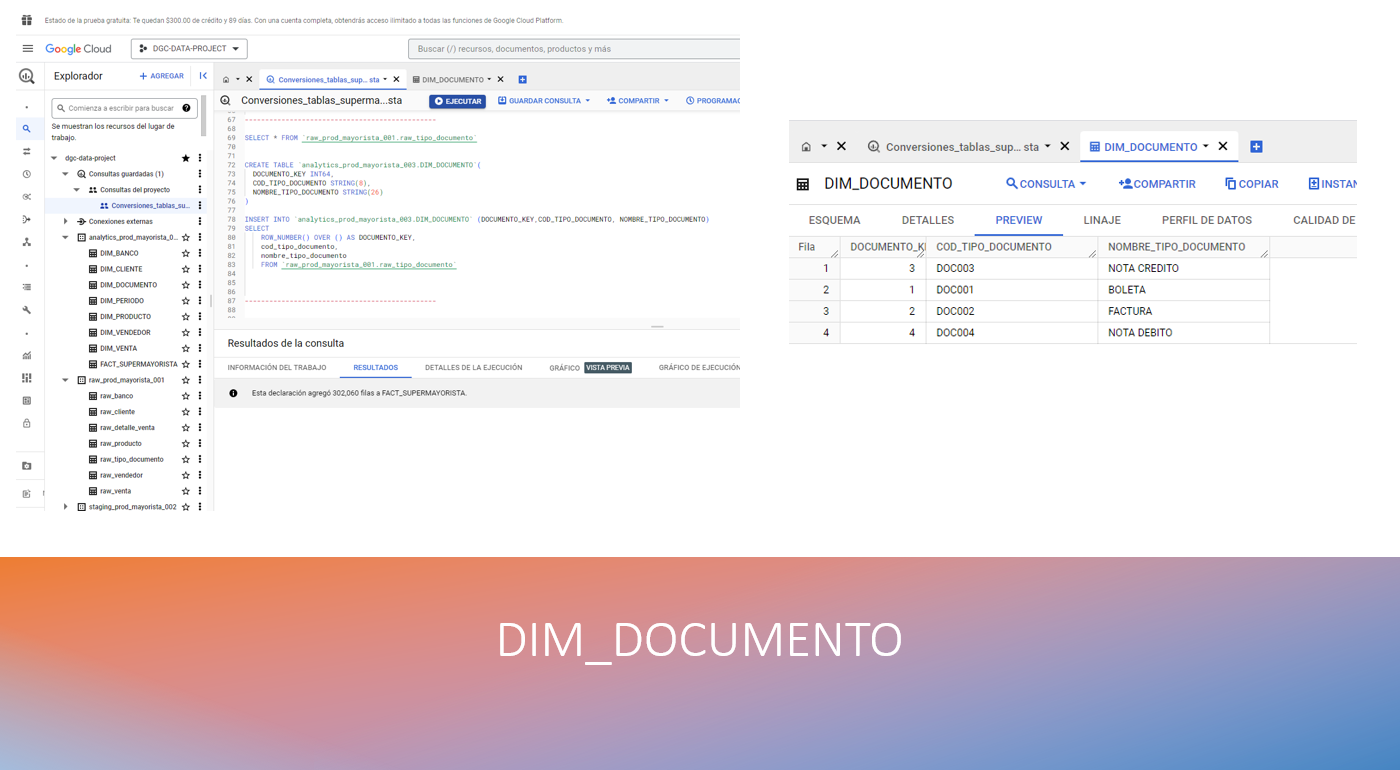 Estado de la prueba gratuita: Te quedan $300.00 de crédito y 89 días. Con una cuenta completa, obtendrás acceso ilimitado a todas las funciones de Google Cloud Platform.
Google Cloud
DGC-DATA-PROJECT
Buscar (/) recursos, documentos, productos y más
Explorador
+ AGREGAR
Comienza a escribir para buscar
Se muestran los recursos del lugar de
trabajo.
dgc-data-project
Consultas guardadas (1)
Consultas del proyecto
Conversiones_tablas_su...
Conexiones externas
analytics_prod_mayorista_0...
DIM_BANCO
DIM_CLIENTE
DIM_DOCUMENTO
DIM_PERIODO
DIM_PRODUCTO
DIM_VENDEDOR
DIM_VENTA
FACT_SUPERMAYORISTA
raw_prod_mayorista_001
raw_banco
raw_cliente
raw_detalle_venta
raw_producto
raw_tipo_documento
raw_vendedor
raw_venta
staging_prod_mayorista_002
Conversiones_tablas_sup... sta
DIM_DOCUMENTO
Conversiones_tablas_superma...sta
EJECUTAR
GUARDAR CONSULTA
COMPARTIR
PROGRAMAC
67 ------------------------------------------------
68
69 SELECT * FROM `raw_prod_mayorista_001.raw_tipo_documento`
70
71
72 CREATE TABLE `analytics_prod_mayorista_003.DIM_DOCUMENTO`(
73 DOCUMENTO_KEY INT64,
74 COD_TIPO_DOCUMENTO STRING(8),
75 NOMBRE_TIPO_DOCUMENTO STRING(26)
76 )
77
78 INSERT INTO `analytics_prod_mayorista_003.DIM_DOCUMENTO` (DOCUMENTO_KEY,COD_TIPO_DOCUMENTO, NOMBRE_TIPO_DOCUMENTO)
79 SELECT
80 ROW_NUMBER() OVER () AS DOCUMENTO_KEY,
81 cod_tipo_documento,
82 nombre_tipo_documento
83 FROM `raw_prod_mayorista_001.raw_tipo_documento`
84
85
86
87 ------------------------------------------------
88
Resultados de la consulta
INFORMACIÓN DEL TRABAJO
RESULTADOS
DETALLES DE LA EJECUCIÓN
GRÁFICO
VISTA PREVIA
GRÁFICO DE EJECUCIÓN
Esta declaración agregó 302,060 filas a FACT_SUPERMAYORISTA.
Conversiones_tablas_sup... sta
DIM_DOCUMENTO
DIM_DOCUMENTO
CONSULTA
COMPARTIR
COPIAR
INSTAN
ESQUEMA
DETALLES
PREVIEW
LINAJE
PERFIL DE DATOS
CALIDAD DE
Fila DOCUMENTO_K COD_TIPO_DOCUMENTO NOMBRE_TIPO_DOCUMENTO
1 3 DOC003 NOTA CREDITO
2 1 DOC001 BOLETA
3 2 DOC002 FACTURA
4 4 DOC004 NOTA DEBITO
DIM_DOCUMENTO